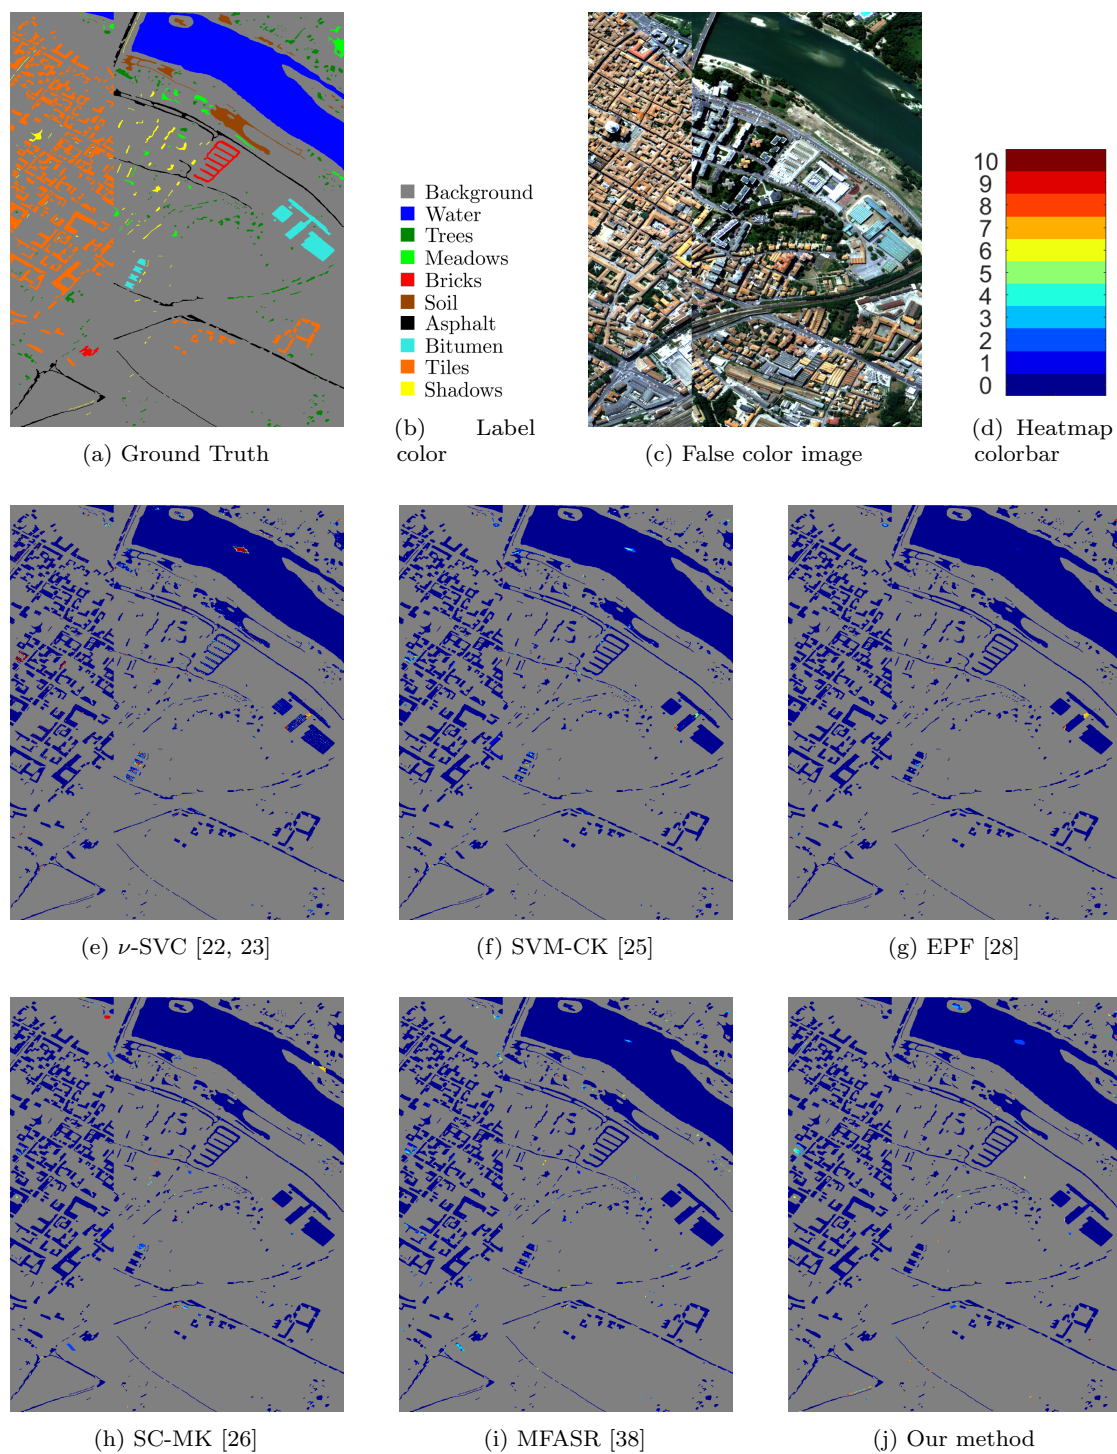 Background
Water
Trees
Meadows
Bricks
Soil
Asphalt
Bitumen
Tiles
Shadows
10
9
8
7
6
5
4
3
2
1
0
(a) Ground Truth
(b) Label
color
(c) False color image
(d) Heatmap
colorbar
(e) ν-SVC [22, 23]
(f) SVM-CK [25]
(g) EPF [28]
(h) SC-MK [26]
(i) MFASR [38]
(j) Our method